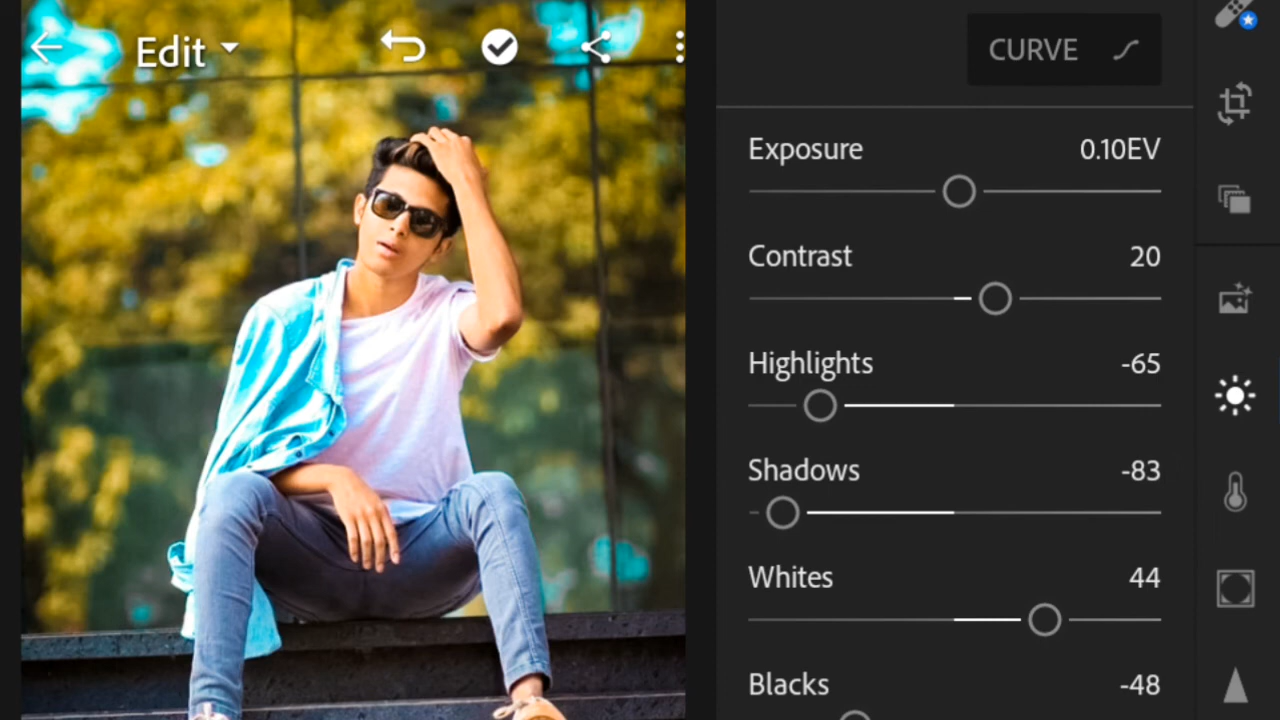 Edit
CURVE
Exposure 0.10EV
Contrast 20
Highlights -65
Shadows -83
Whites 44
Blacks -48